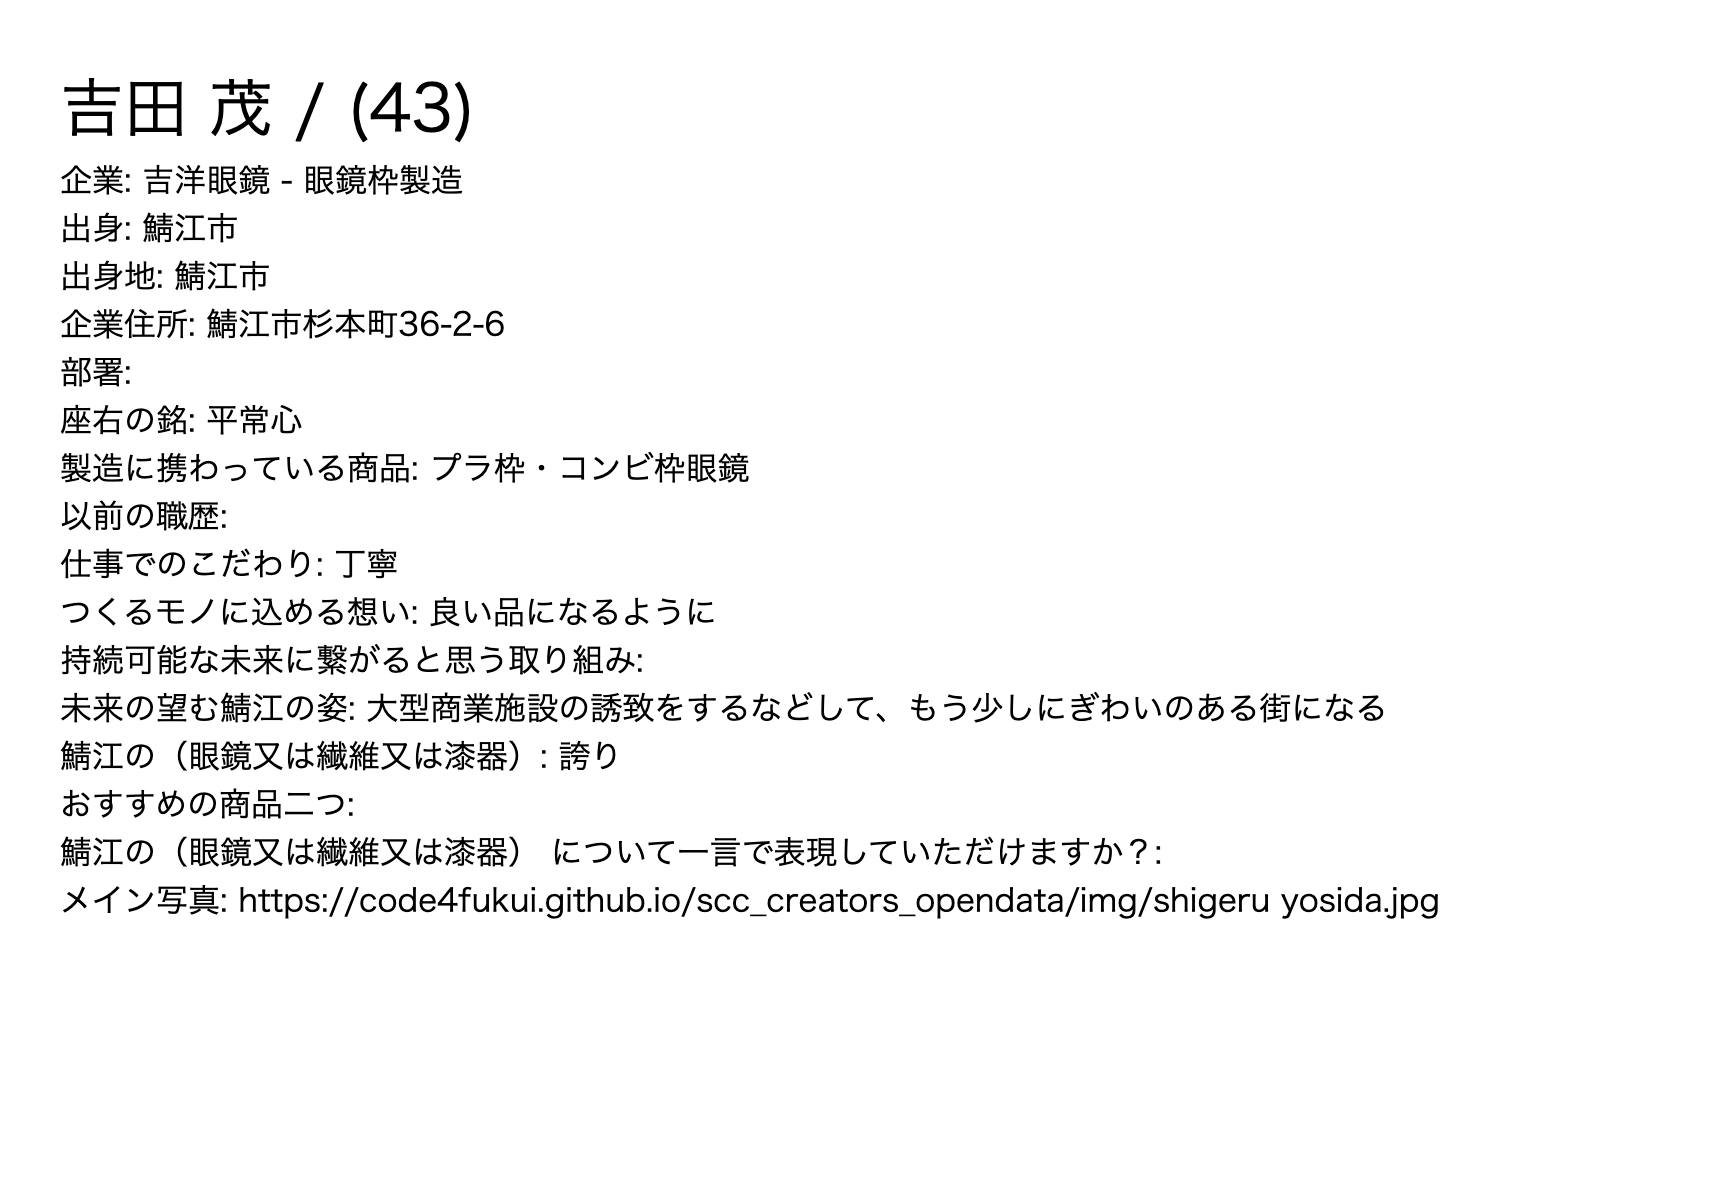 吉田 茂 / (43)
企業: 吉洋眼鏡 - 眼鏡枠製造
出身: 鯖江市
出身地: 鯖江市
企業住所: 鯖江市杉本町36-2-6
部署:
座右の銘: 平常心
製造に携わっている商品: プラ枠・コンビ枠眼鏡
以前の職歴:
仕事でのこだわり: 丁寧
つくるモノに込める想い: 良い品になるように
持続可能な未来に繋がると思う取り組み:
未来の望む鯖江の姿: 大型商業施設の誘致をするなどして、もう少しにぎわいのある街になる
鯖江の（眼鏡又は繊維又は漆器）: 誇り
おすすめの商品二つ:
鯖江の（眼鏡又は繊維又は漆器） について一言で表現していただけますか？:
メイン写真: https://code4fukui.github.io/scc_creators_opendata/img/shigeru yosida.jpg